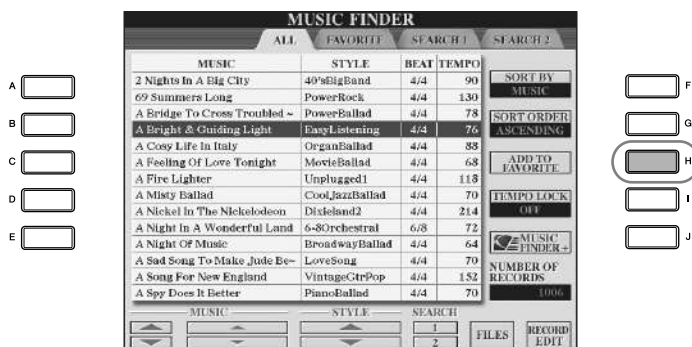 MUSIC FINDER
ALL FAVORITE SEARCH 1 SEARCH 2
MUSIC STYLE BEAT TEMPO
2 Nights In A Big City 40'sBigBand 4/4 90
69 Summers Long PowerRock 4/4 130
A Bridge To Cross Troubled ~ PowerBallad 4/4 78
A Bright & Guiding Light EasyListening 4/4 76
A Cosy Life In Italy OrganBallad 4/4 88
A Feeling Of Love Tonight MovieBallad 4/4 68
A Fire Lighter Unplugged1 4/4 118
A Misty Ballad CoolJazzBallad 4/4 70
A Nickel In The Nickelodeon Dixieland2 4/4 214
A Night In A Wonderful Land 6-8Orchestral 6/8 72
A Night Of Music BroadwayBallad 4/4 64
A Sad Song To Make Jude Be~ LoveSong 4/4 70
A Song For New England VintageGtrPop 4/4 152
A Spy Does It Better PianoBallad 4/4 70
SORT BY
MUSIC
SORT ORDER
ASCENDING
ADD TO
FAVORITE
TEMPO LOCK
OFF
MUSIC
FINDER+
NUMBER OF
RECORDS
1006
MUSIC STYLE SEARCH
1
2
FILES
RECORD
EDIT
A
B
C
D
E
F
G
H
I
J